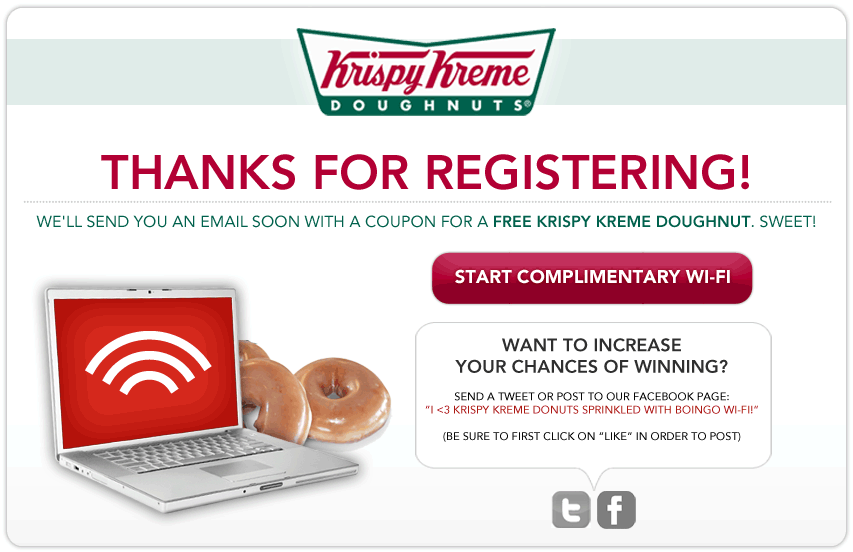 Krispy Kreme
DOUGHNUTS®
THANKS FOR REGISTERING!
WE'LL SEND YOU AN EMAIL SOON WITH A COUPON FOR A FREE KRISPY KREME DOUGHNUT. SWEET!
START COMPLIMENTARY WI-FI
WANT TO INCREASE
YOUR CHANCES OF WINNING?
SEND A TWEET OR POST TO OUR FACEBOOK PAGE:
“I <3 KRISPY KREME DONUTS SPRINKLED WITH BOINGO WI-FI!”
(BE SURE TO FIRST CLICK ON “LIKE” IN ORDER TO POST)
t f